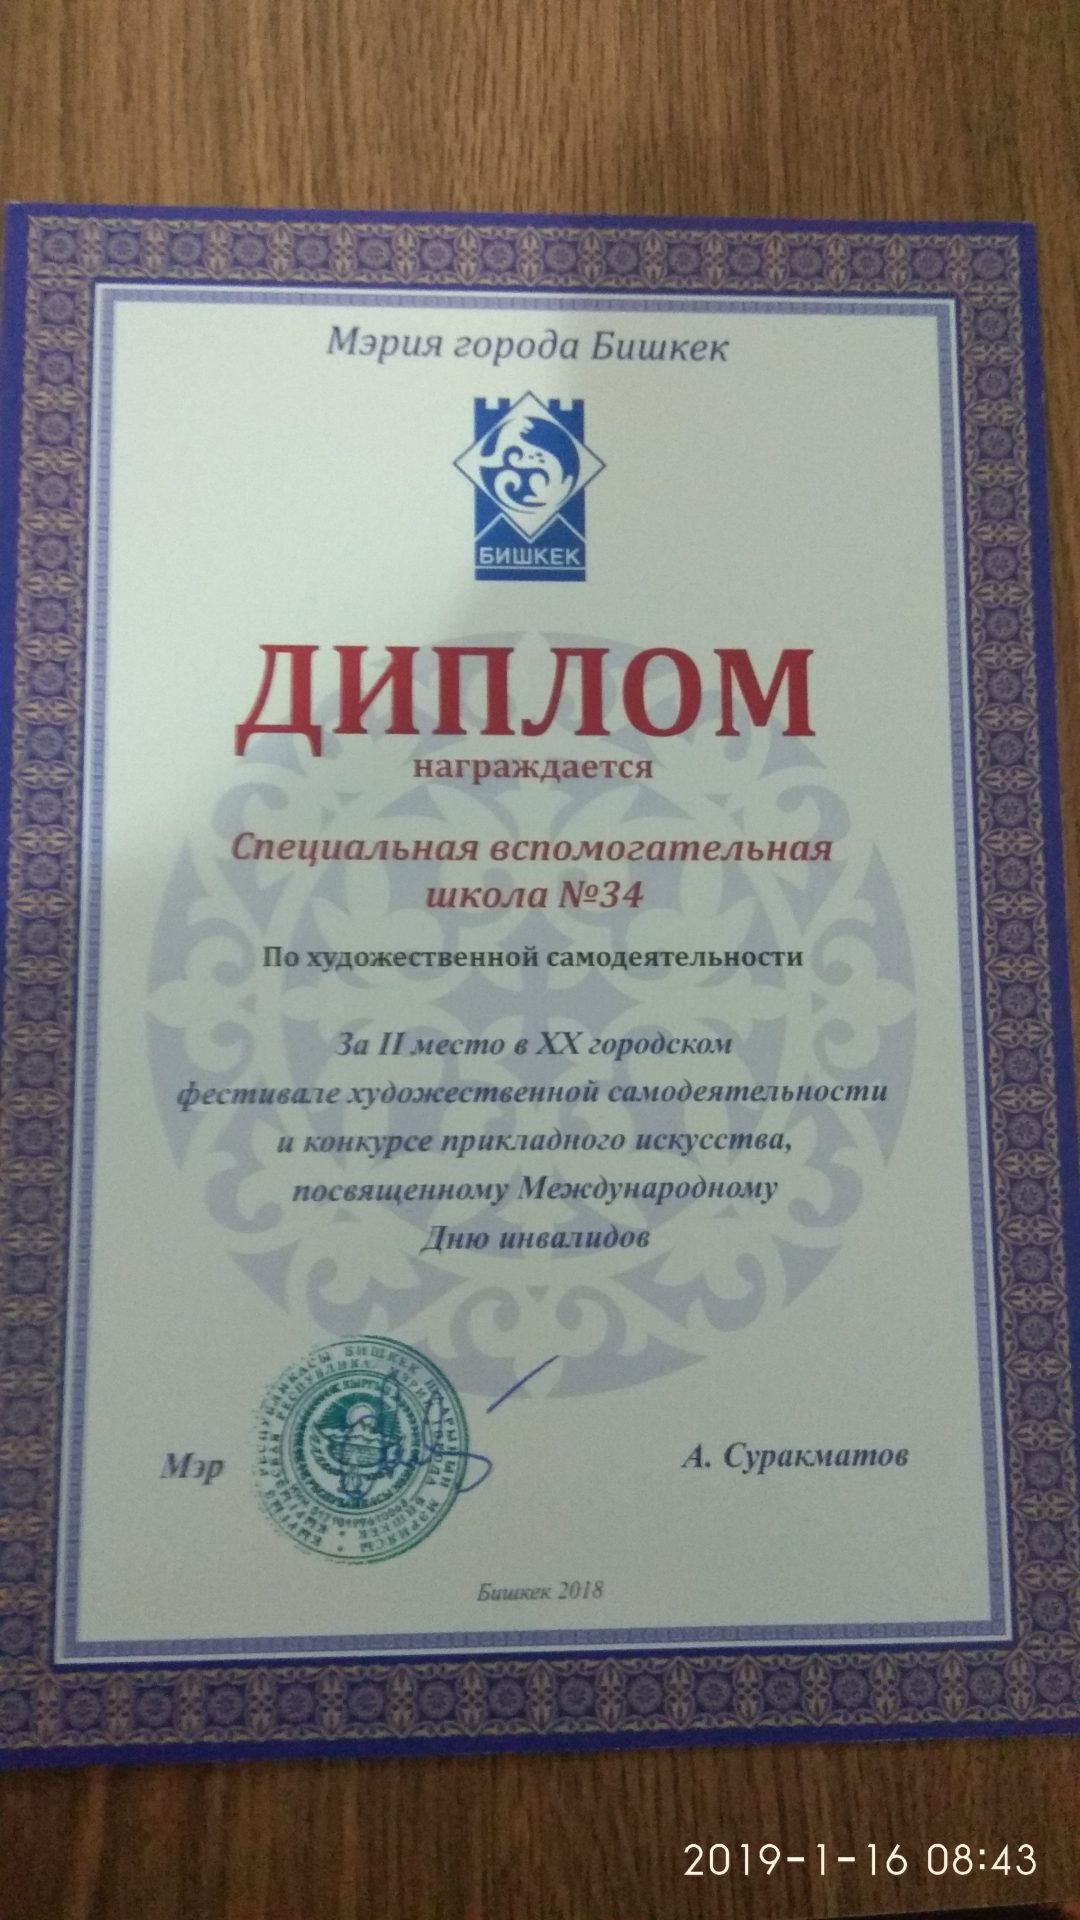 Мэрия города Бишкек
БИШКЕК
ДИПЛОМ
награждается
Специальная вспомогательная
школа №34
По художественной самодеятельности
За II место в XX городском
фестивале художественной самодеятельности
и конкурсе прикладного искусства,
посвященному Международному
Дню инвалидов
Мэр
А. Суракматов
Бишкек 2018
2019-1-16 08:43